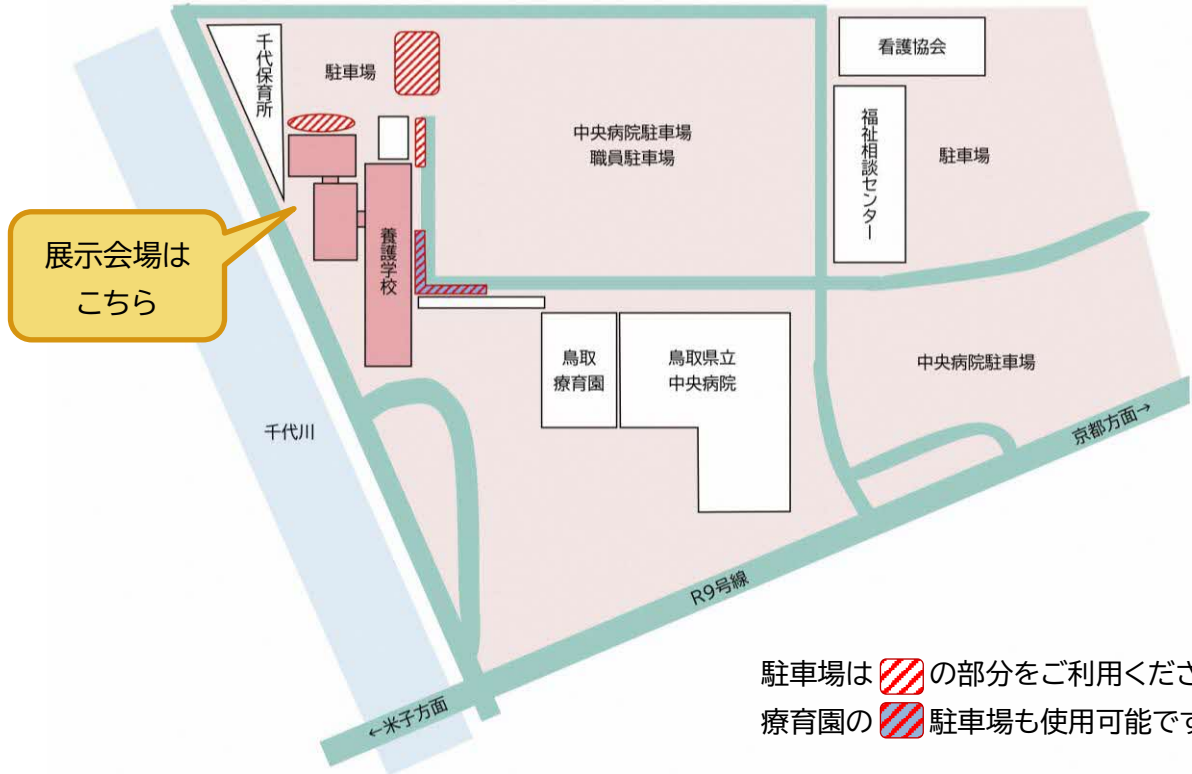 千代保育所
駐車場
看護協会
中央病院駐車場
職員駐車場
福祉相談センター
駐車場
展示会場は
こちら
養護学校
鳥取
療育園
鳥取県立
中央病院
中央病院駐車場
千代川
京都方面→
R9号線
←米子方面
駐車場は の部分をご利用くださ
療育園の 駐車場も使用可能です